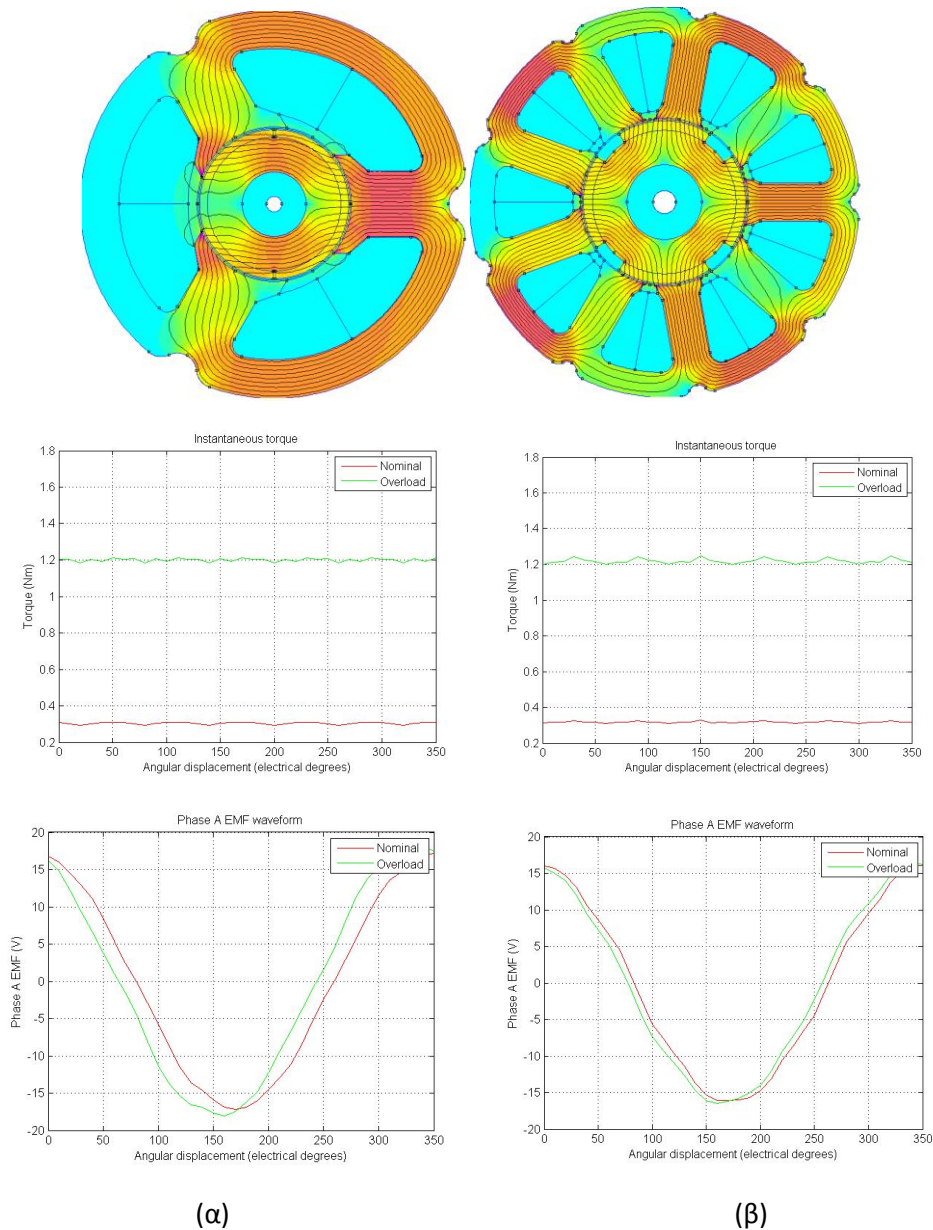 Instantaneous torque
1.8
1.6
1.4
1.2
1
0.8
0.6
0.4
0.2
Torque (Nm)
Nominal
Overload
0 50 100 150 200 250 300 350
Angular displacement (electrical degrees)
Instantaneous torque
1.8
1.6
1.4
1.2
1
0.8
0.6
0.4
0.2
Torque (Nm)
Nominal
Overload
0 50 100 150 200 250 300 350
Angular displacement (electrical degrees)
Phase A EMF waveform
20
15
10
5
0
-5
-10
-15
-20
Phase A EMF (V)
Nominal
Overload
0 50 100 150 200 250 300 350
Angular displacement (electrical degrees)
Phase A EMF waveform
20
15
10
5
0
-5
-10
-15
-20
Phase A EMF (V)
Nominal
Overload
0 50 100 150 200 250 300 350
Angular displacement (electrical degrees)
(α) (β)